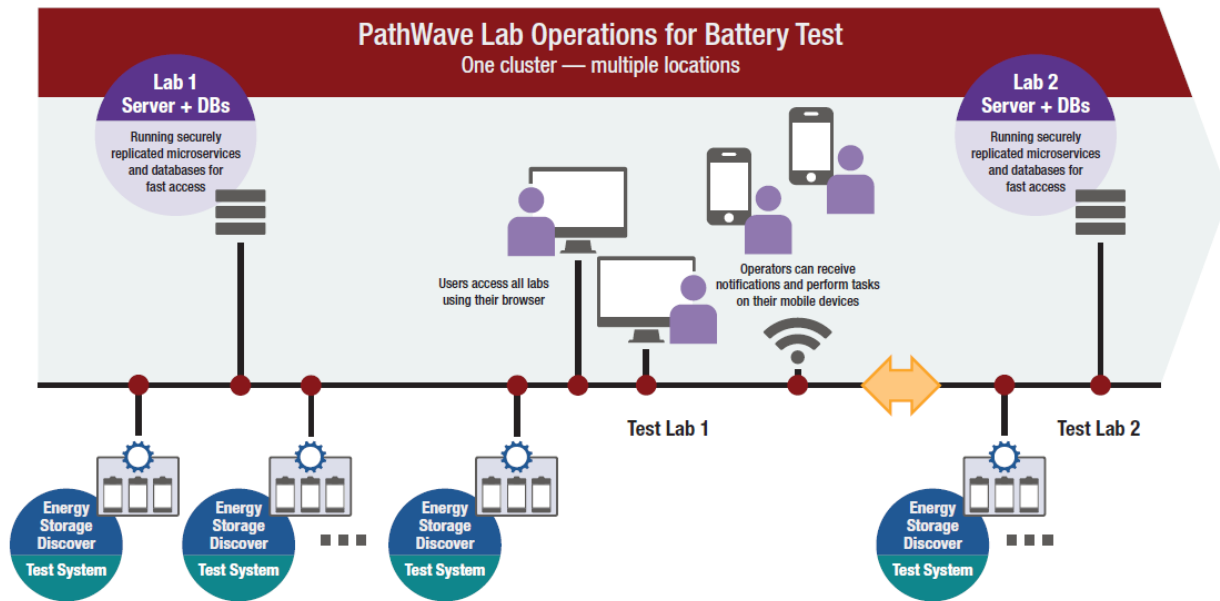 PathWave Lab Operations for Battery Test
One cluster — multiple locations
Lab 1
Server + DBs
Running securely
replicated microservices
and databases for
fast access
Lab 2
Server + DBs
Running securely
replicated microservices
and databases for
fast access
Users access all labs
using their browser
Operators can receive
notifications and perform tasks
on their mobile devices
Test Lab 1
Test Lab 2
Energy
Storage
Discover
Test System
Energy
Storage
Discover
Test System
Energy
Storage
Discover
Test System
Energy
Storage
Discover
Test System